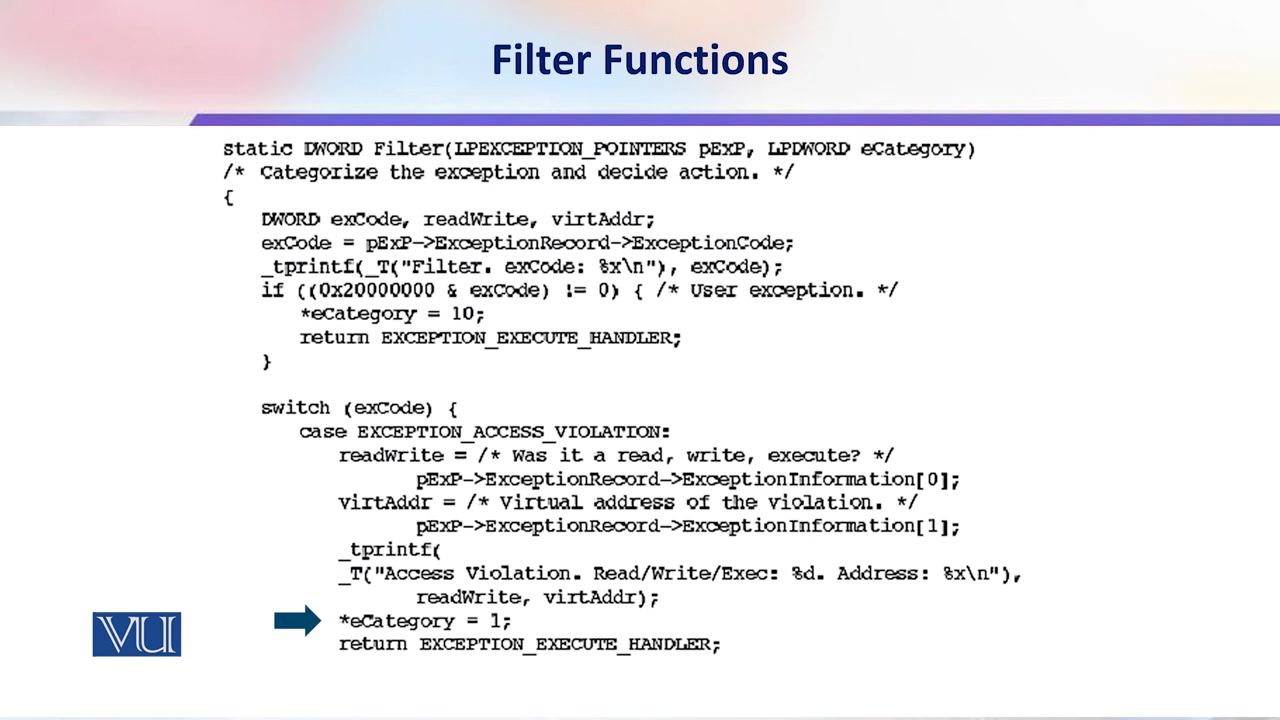 Filter Functions
static DWORD Filter(LPEXCEPTION_POINTERS pExP, LPDWORD eCategory)
/* Categorize the exception and decide action. */
{
DWORD exCode, readWrite, virtAddr;
exCode = pExP->ExceptionRecord->ExceptionCode;
_tprintf(_T("Filter. exCode: %x\n"), exCode);
if ((0x20000000 & exCode) != 0) { /* User exception. */
*eCategory = 10;
return EXCEPTION_EXECUTE_HANDLER;
}
switch (exCode) {
case EXCEPTION_ACCESS_VIOLATION:
readWrite = /* Was it a read, write, execute? */
pExP->ExceptionRecord->ExceptionInformation[0];
virtAddr = /* Virtual address of the violation. */
pExP->ExceptionRecord->ExceptionInformation[1];
_tprintf(
_T("Access Violation. Read/Write/Exec: %d. Address: %x\n"),
readWrite, virtAddr);
*eCategory = 1;
return EXCEPTION_EXECUTE_HANDLER;
VU